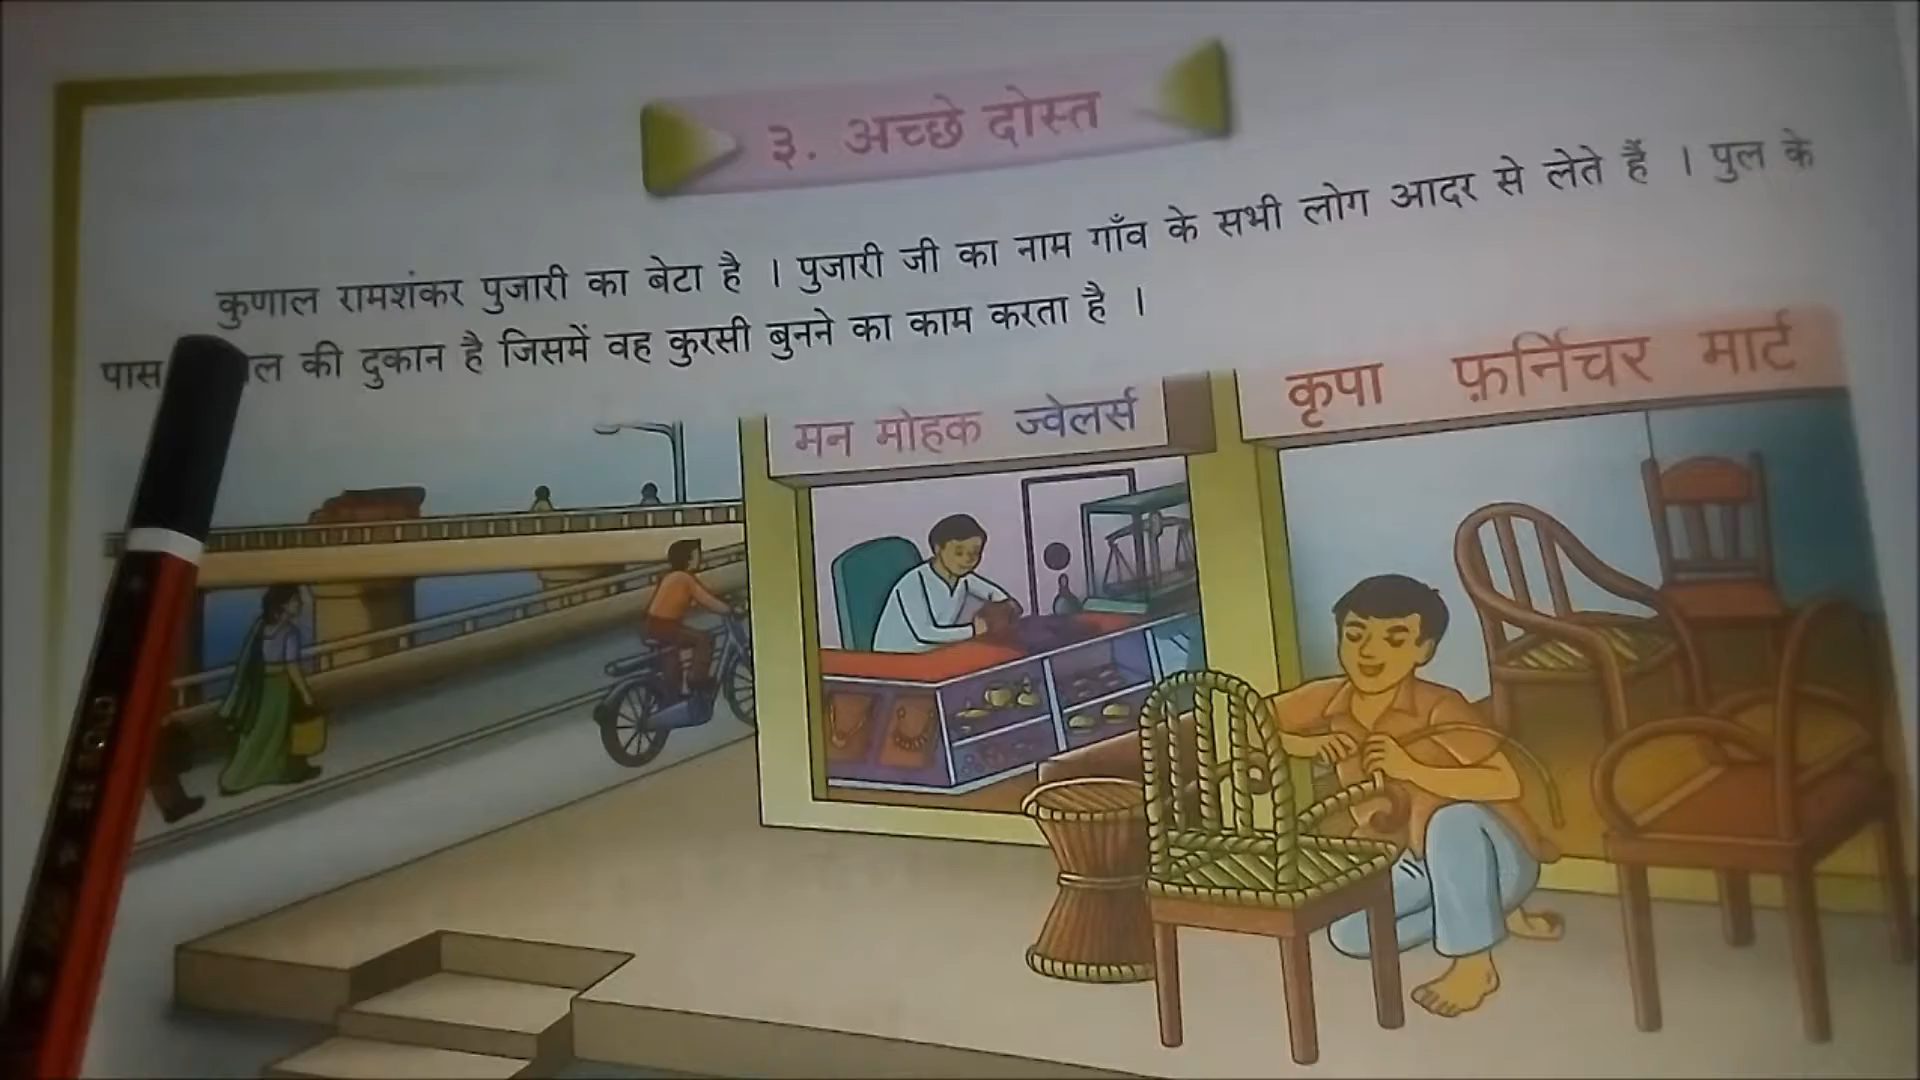 ३. अच्छे दोस्त
कुणाल रामशंकर पुजारी का बेटा है । पुजारी जी का नाम गाँव के सभी लोग आदर से लेते हैं । पुल के
पास की दुकान है जिसमें वह कुरसी बुनने का काम करता है ।
मन मोहक ज्वेलर्स
कृपा फ़र्निचर मार्ट